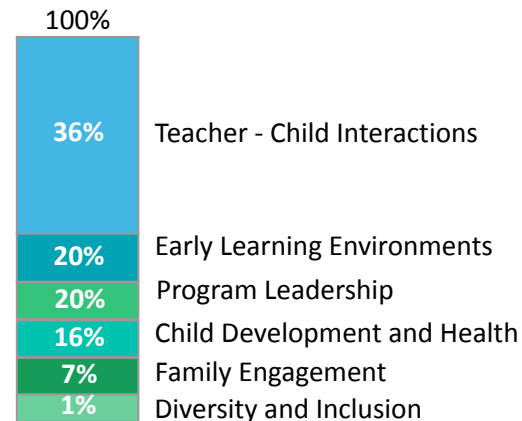 100%
36% Teacher - Child Interactions
20% Early Learning Environments
20% Program Leadership
16% Child Development and Health
7% Family Engagement
1% Diversity and Inclusion